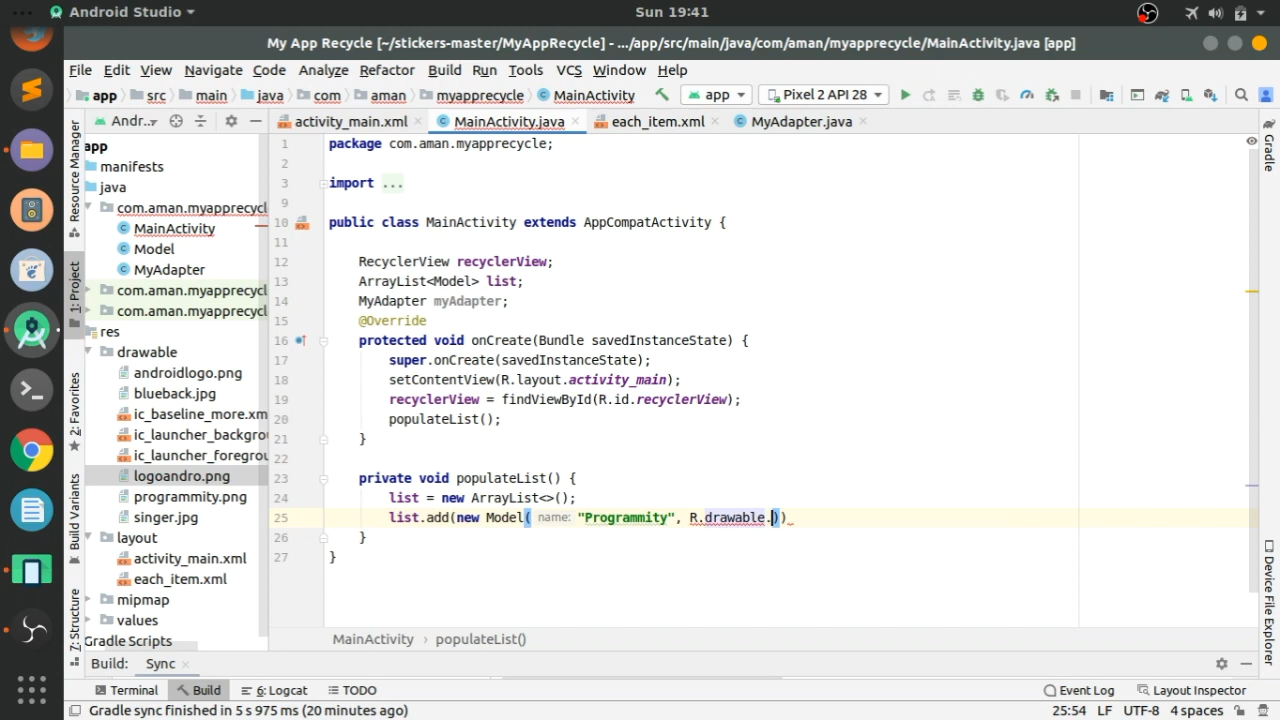 Android Studio
Sun 19:41
My App Recycle [~/stickers-master/MyAppRecycle] - .../app/src/main/java/com/aman/myapprecycle/MainActivity.java [app]
File Edit View Navigate Code Analyze Refactor Build Run Tools VCS Window Help
app src main java com aman myapprecycle MainActivity app Pixel 2 API 28
Andr... activity_main.xml MainActivity.java each_item.xml MyAdapter.java
Resource Manager
1: Project
2: Favorites
Build Variants
7: Structure
app
manifests
java
com.aman.myapprecycl
MainActivity
Model
MyAdapter
com.aman.myapprecycl
com.aman.myapprecycl
res
drawable
androidlogo.png
blueback.jpg
ic_baseline_more.xm
ic_launcher_backgrou
ic_launcher_foregrou
logoandro.png
programmity.png
singer.jpg
layout
activity_main.xml
each_item.xml
mipmap
values
Gradle Scripts
1 package com.aman.myapprecycle;
2
3 import ...
9
10 public class MainActivity extends AppCompatActivity {
11
12 RecyclerView recyclerView;
13 ArrayList<Model> list;
14 MyAdapter myAdapter;
15 @Override
16 protected void onCreate(Bundle savedInstanceState) {
17 super.onCreate(savedInstanceState);
18 setContentView(R.layout.activity_main);
19 recyclerView = findViewById(R.id.recyclerView);
20 populateList();
21 }
22
23 private void populateList() {
24 list = new ArrayList<>();
25 list.add(new Model( name: "Programmity", R.drawable.))
26 }
27 }
Gradle
Device File Explorer
MainActivity › populateList()
Build: Sync
Terminal Build 6: Logcat TODO Event Log Layout Inspector
Gradle sync finished in 5 s 975 ms (20 minutes ago) 25:54 LF UTF-8 4 spaces